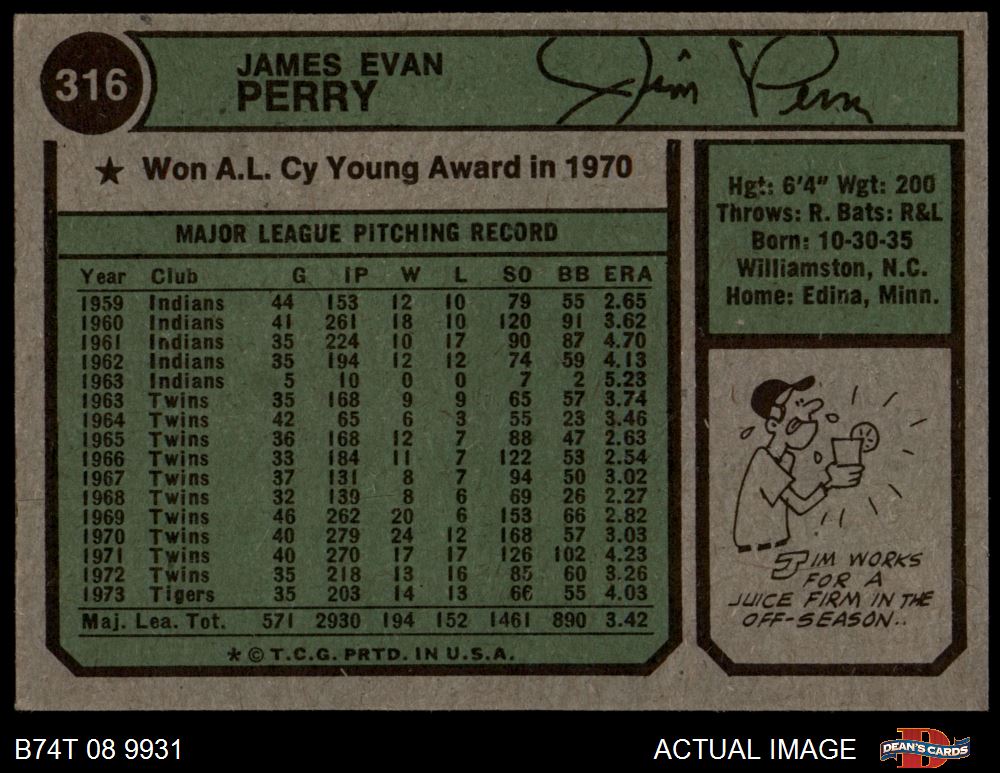 316
JAMES EVAN
PERRY
Jim Perry
★ Won A.L. Cy Young Award in 1970
MAJOR LEAGUE PITCHING RECORD
Year Club G IP W L SO BB ERA
1959 Indians 44 153 12 10 79 55 2.65
1960 Indians 41 261 18 10 120 91 3.62
1961 Indians 35 224 10 17 90 87 4.70
1962 Indians 35 194 12 12 74 59 4.13
1963 Indians 5 10 0 0 7 2 5.23
1963 Twins 35 168 9 9 65 57 3.74
1964 Twins 42 65 6 3 55 23 3.46
1965 Twins 36 168 12 7 88 47 2.63
1966 Twins 33 184 11 7 122 53 2.54
1967 Twins 37 131 8 7 94 50 3.02
1968 Twins 32 139 8 6 69 26 2.27
1969 Twins 46 262 20 6 153 66 2.82
1970 Twins 40 279 24 12 168 57 3.03
1971 Twins 40 270 17 17 126 102 4.23
1972 Twins 35 218 13 16 85 60 3.26
1973 Tigers 35 203 14 13 66 55 4.03
Maj. Lea. Tot. 571 2930 194 152 1461 890 3.42
* © T.C.G. PRTD. IN U.S.A.
Hgt: 6'4" Wgt: 200
Throws: R. Bats: R&L
Born: 10-30-35
Williamston, N.C.
Home: Edina, Minn.
JIM WORKS
FOR A
JUICE FIRM IN THE
OFF-SEASON..
B74T 08 9931
ACTUAL IMAGE
DEAN'S CARDS